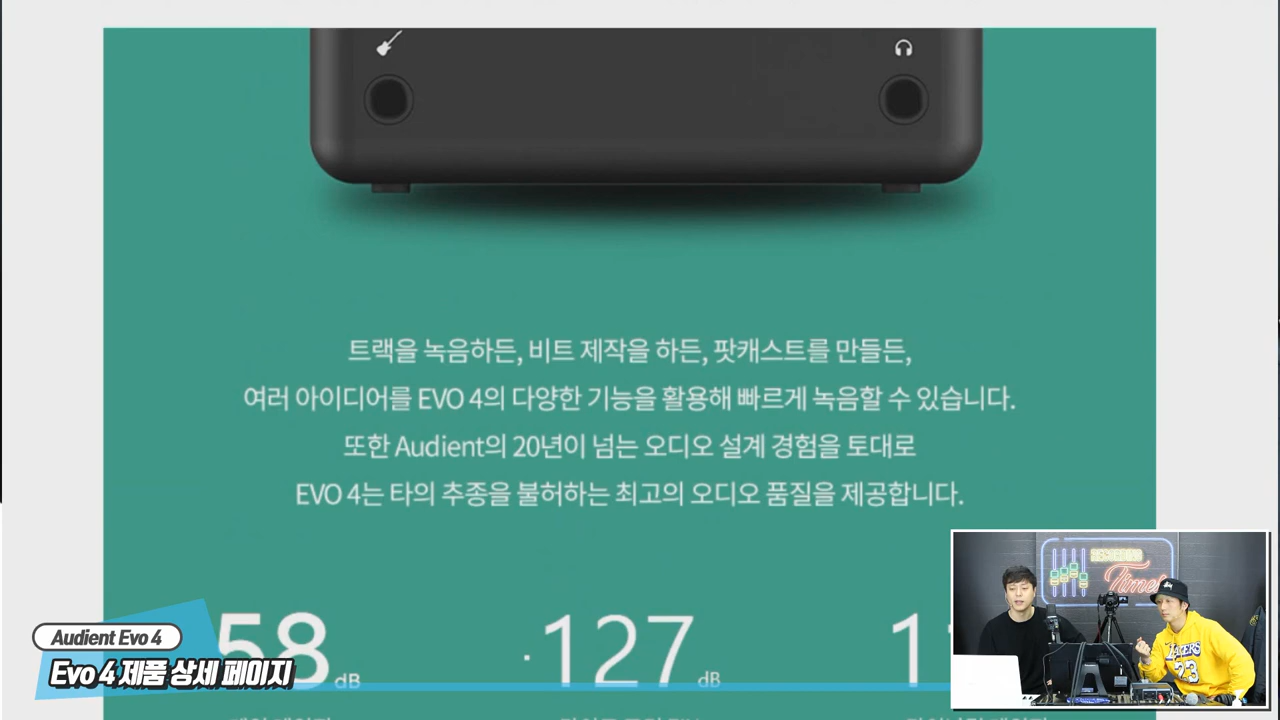 트랙을 녹음하든, 비트 제작을 하든, 팟캐스트를 만들든,
여러 아이디어를 EVO 4의 다양한 기능을 활용해 빠르게 녹음할 수 있습니다.
또한 Audient의 20년이 넘는 오디오 설계 경험을 토대로
EVO 4는 타의 추종을 불허하는 최고의 오디오 품질을 제공합니다.
58dB
-127dB
Audient Evo 4
Evo 4 제품 상세 페이지
RECORDING
Times
LAKERS
23